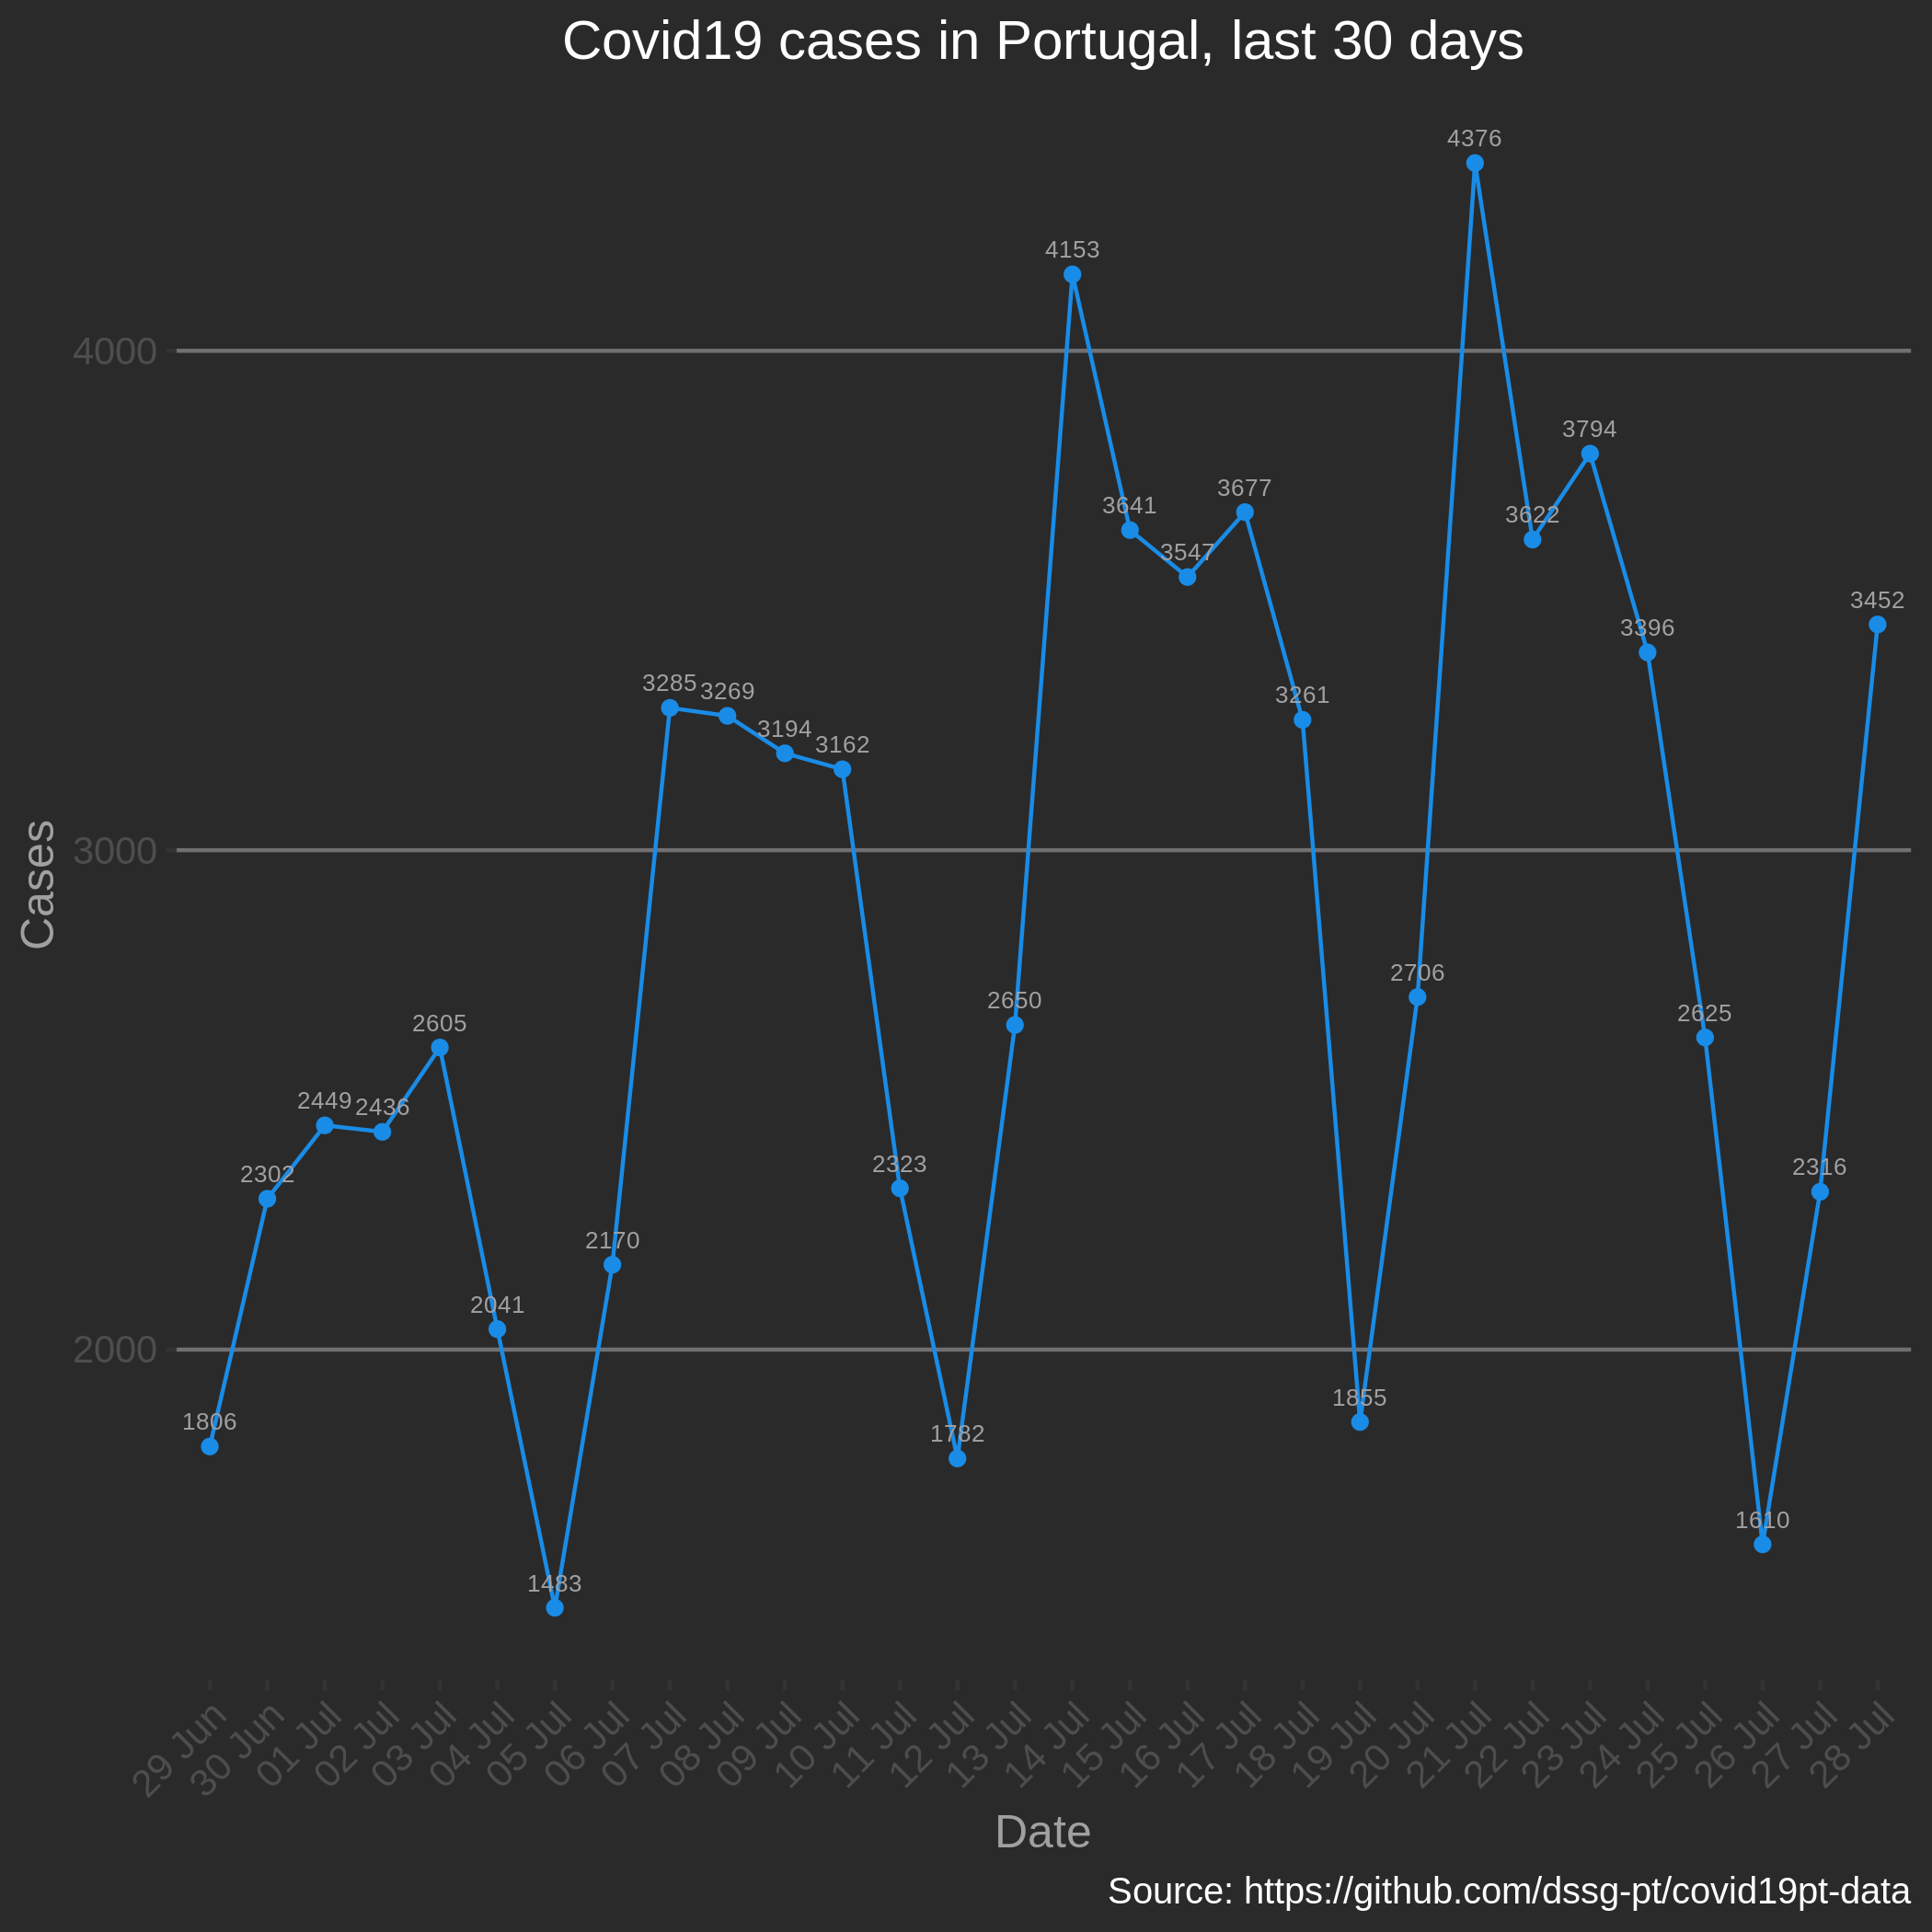 Covid19 cases in Portugal, last 30 days
4376
4153
4000
3794
3677
3641
3622
3547
3452
3396
3285 3269
3261
3194 3162
Cases
3000
2706
2650
2625
2605
2449 2436
2323
2316
2302
2170
2041
2000
1855
1806
1782
1610
1483
29 Jun
30 Jun
01 Jul
02 Jul
03 Jul
04 Jul
05 Jul
06 Jul
07 Jul
08 Jul
09 Jul
10 Jul
11 Jul
12 Jul
13 Jul
14 Jul
15 Jul
16 Jul
17 Jul
18 Jul
19 Jul
20 Jul
21 Jul
22 Jul
23 Jul
24 Jul
25 Jul
26 Jul
27 Jul
28 Jul
Date
Source: https://github.com/dssg-pt/covid19pt-data